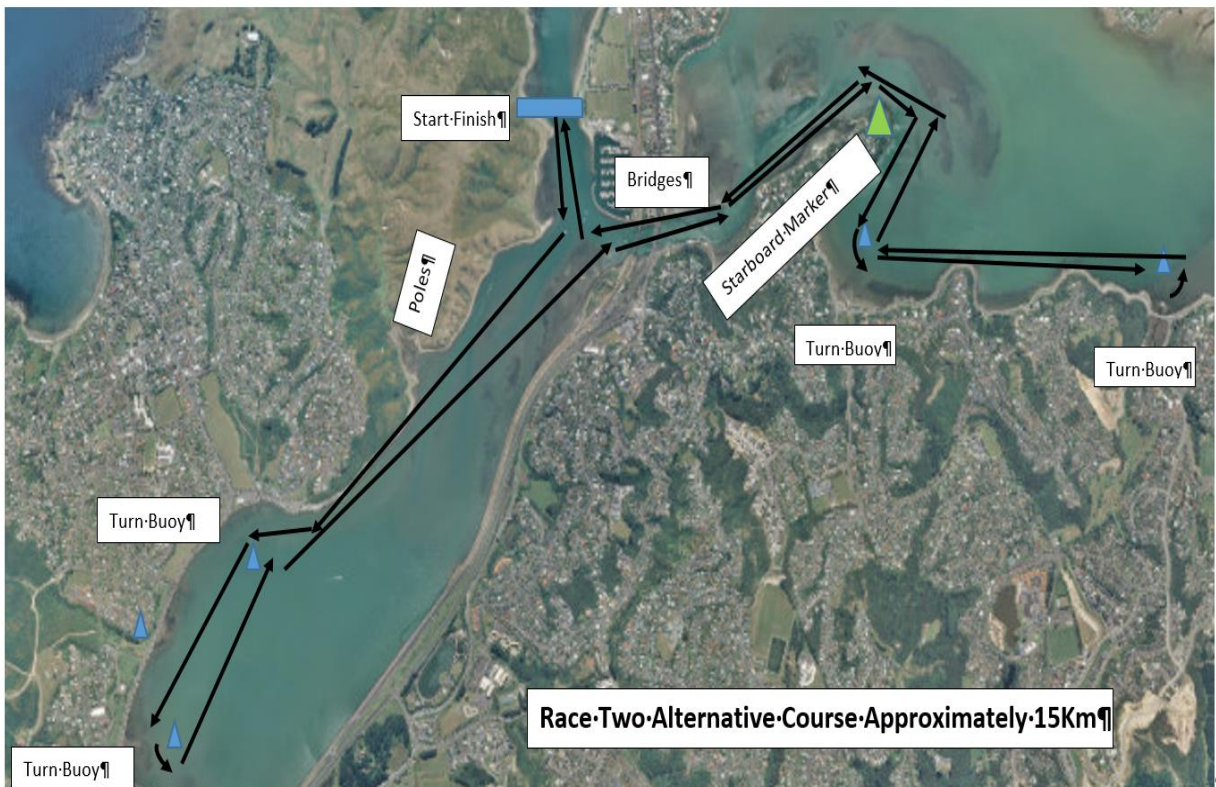 Start·Finish¶
Bridges¶
Poles¶
Starboard·Marker¶
Turn·Buoy¶
Turn·Buoy¶
Turn·Buoy¶
Race·Two·Alternative·Course·Approximately·15Km¶
Turn·Buoy¶